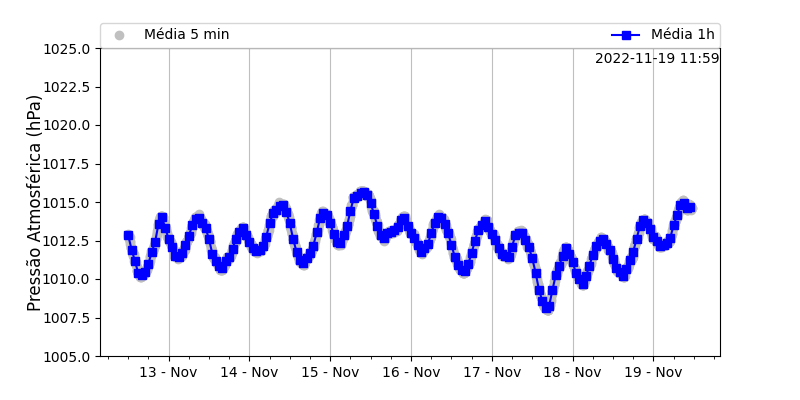 Média 5 min
Média 1h
2022-11-19 11:59
Pressão Atmosférica (hPa)
1025.0
1022.5
1020.0
1017.5
1015.0
1012.5
1010.0
1007.5
1005.0
13 - Nov
14 - Nov
15 - Nov
16 - Nov
17 - Nov
18 - Nov
19 - Nov